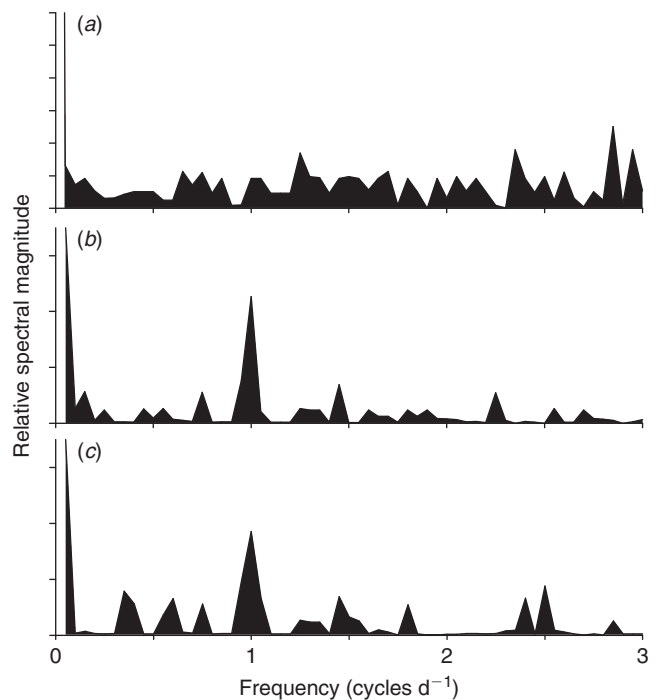 (a)
(b)
(c)
Relative spectral magnitude
0 1 2 3
Frequency (cycles d⁻¹)